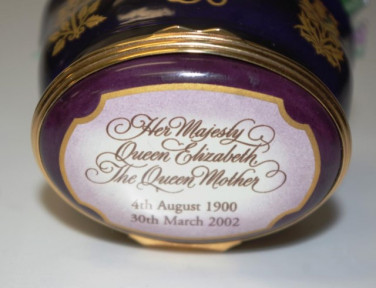 Her Majesty
Queen Elizabeth
The Queen Mother
4th August 1900
30th March 2002